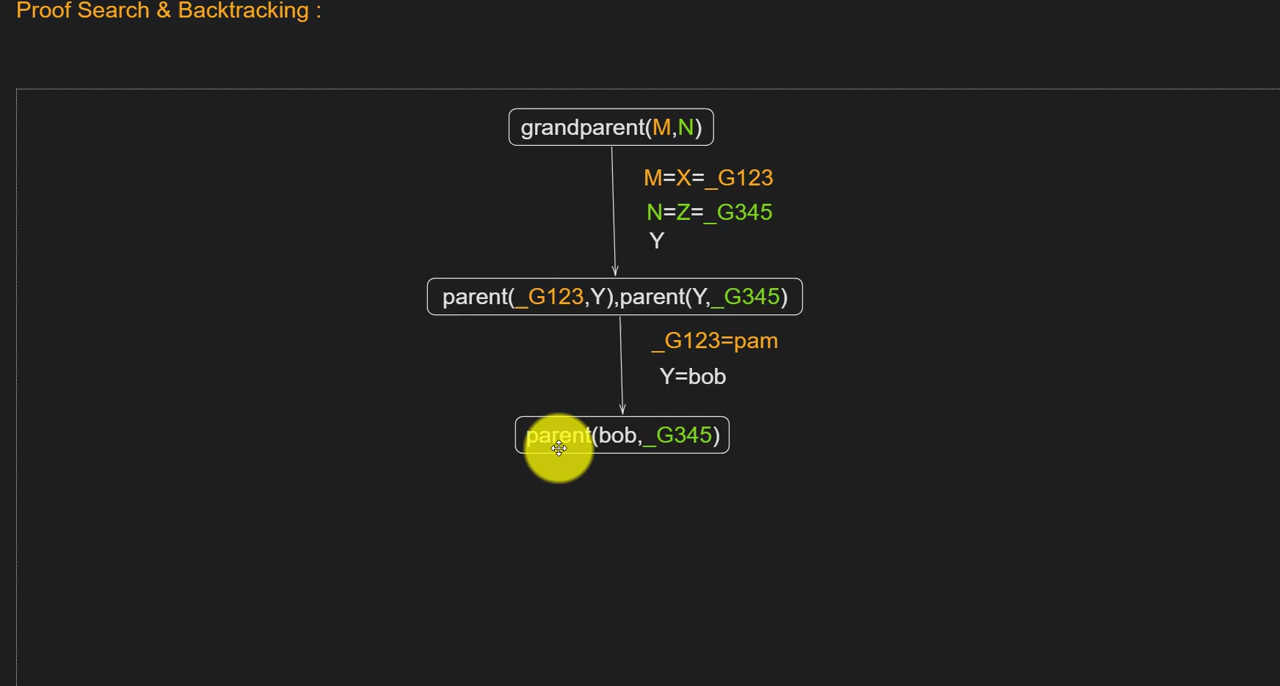 Proof Search & Backtracking :
grandparent(M,N)
M=X=_G123
N=Z=_G345
Y
parent(_G123,Y),parent(Y,_G345)
_G123=pam
Y=bob
parent(bob,_G345)